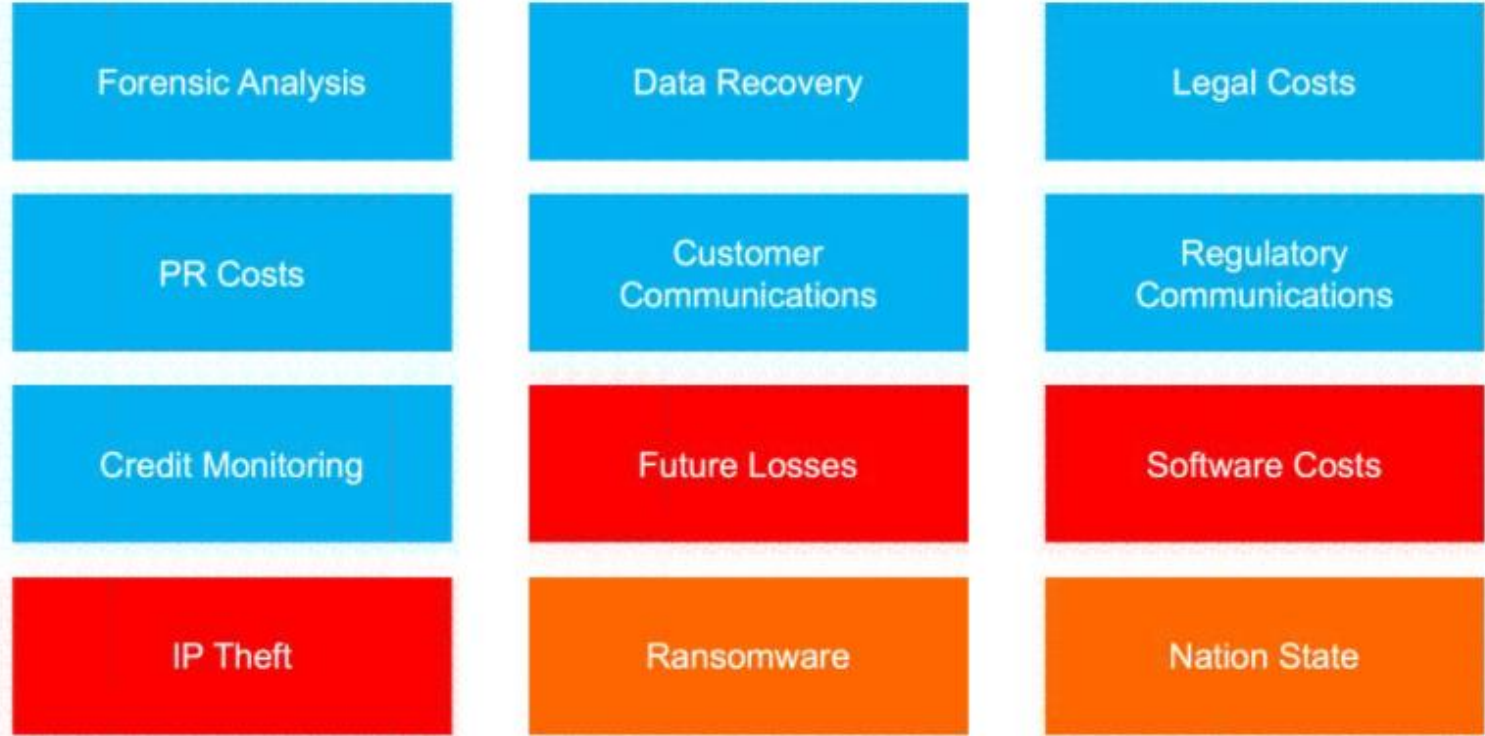 Forensic Analysis
Data Recovery
Legal Costs
PR Costs
Customer
Communications
Regulatory
Communications
Credit Monitoring
Future Losses
Software Costs
IP Theft
Ransomware
Nation State